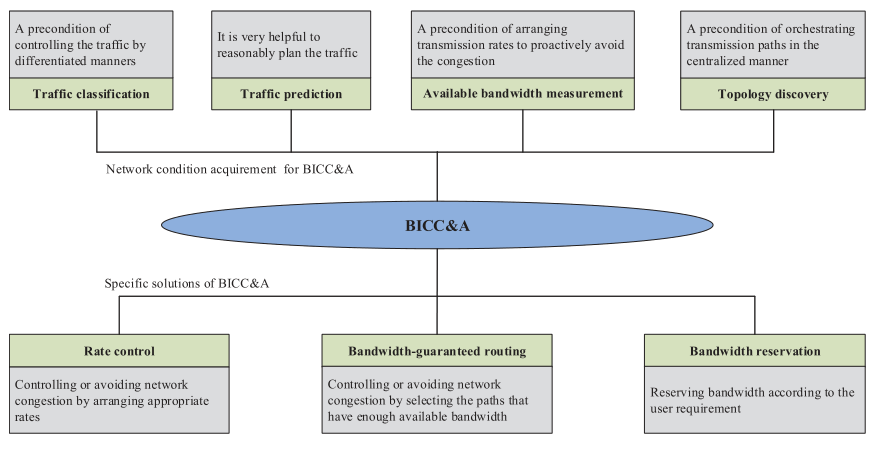 A precondition of
controlling the traffic by
differentiated manners
Traffic classification
It is very helpful to
reasonably plan the traffic
Traffic prediction
A precondition of arranging
transmission rates to proactively avoid
the congestion
Available bandwidth measurement
A precondition of orchestrating
transmission paths in the
centralized manner
Topology discovery
Network condition acquirement for BICC&A
BICC&A
Specific solutions of BICC&A
Rate control
Controlling or avoiding network
congestion by arranging appropriate
rates
Bandwidth-guaranteed routing
Controlling or avoiding network
congestion by selecting the paths that
have enough available bandwidth
Bandwidth reservation
Reserving bandwidth according to the
user requirement